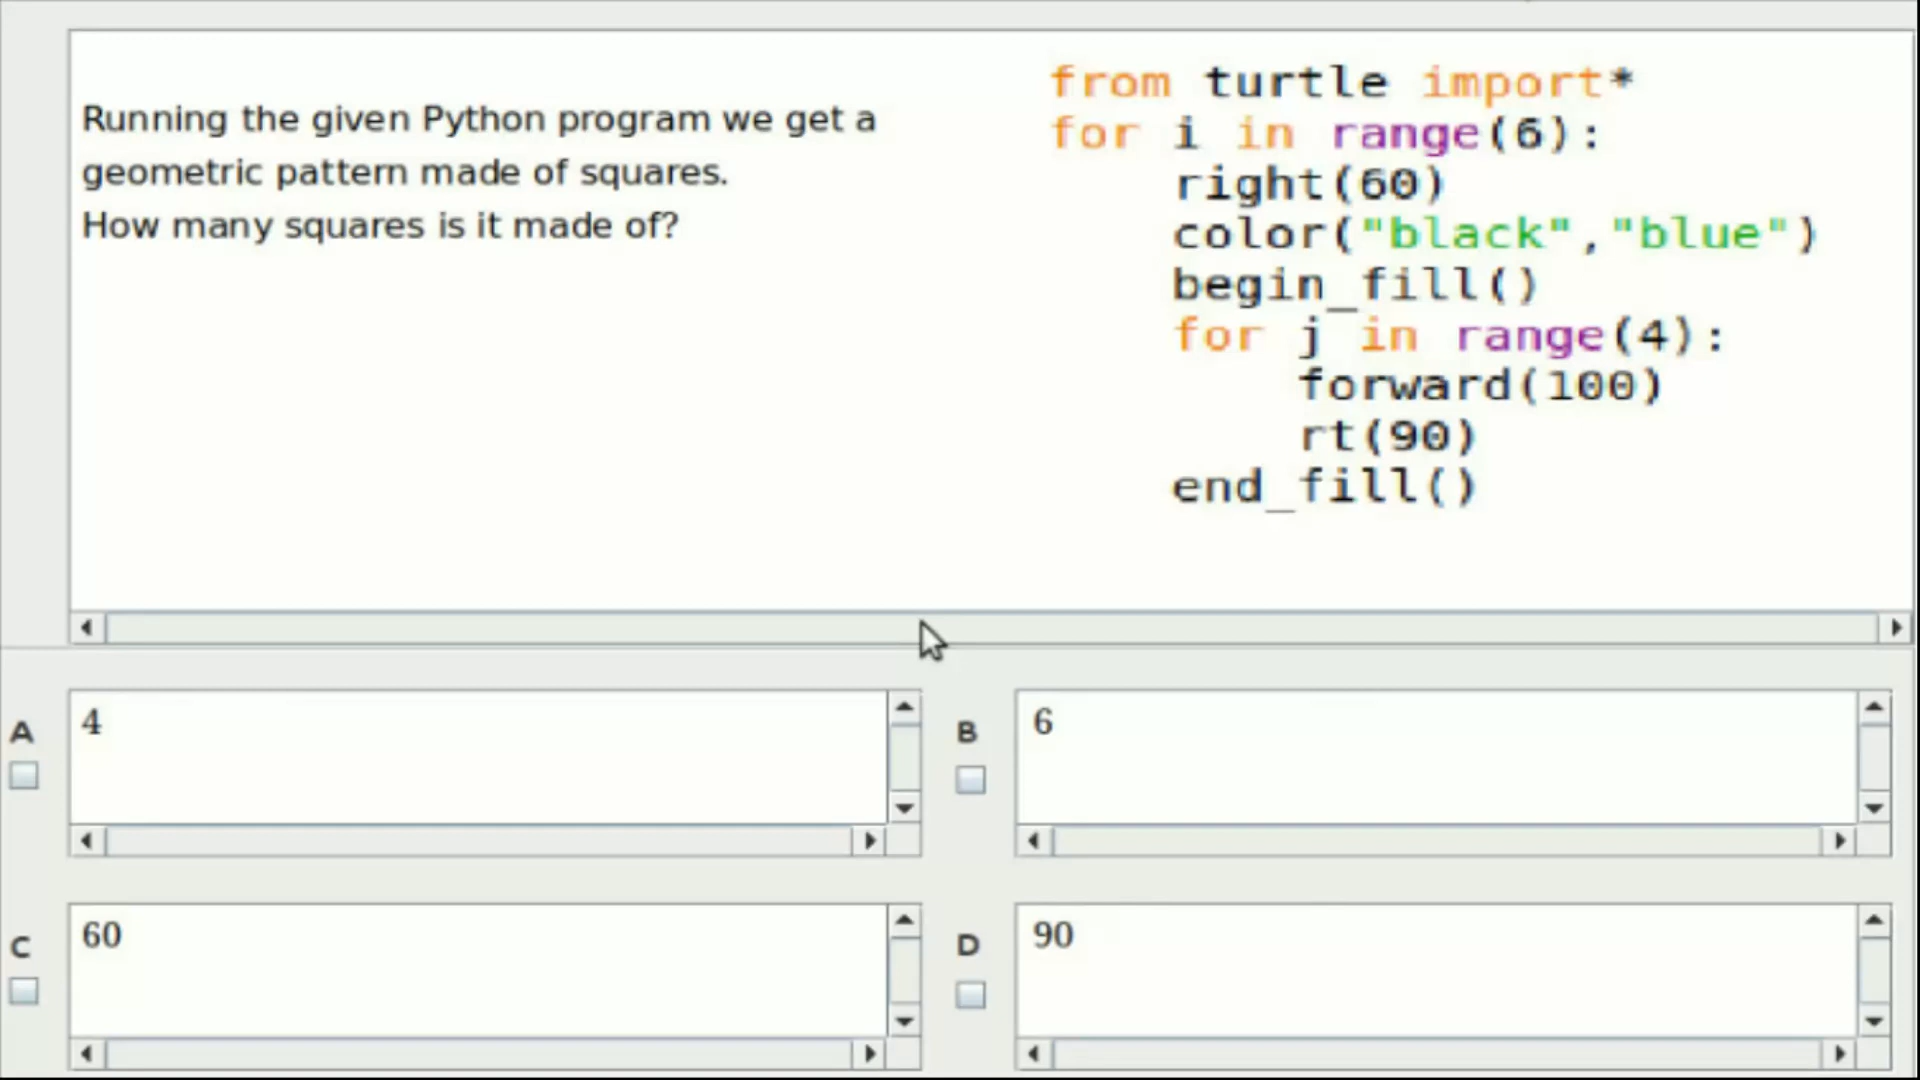 Running the given Python program we get a
geometric pattern made of squares.
How many squares is it made of?
from turtle import*
for i in range(6):
    right(60)
    color("black","blue")
    begin_fill()
    for j in range(4):
        forward(100)
        rt(90)
    end_fill()
A
4
B
6
C
60
D
90